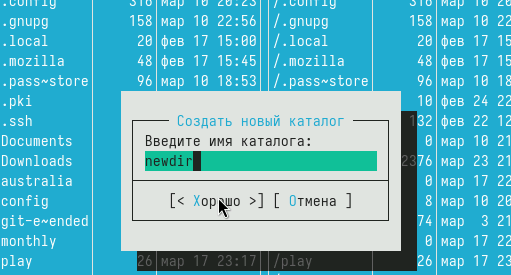 .config 316 мар 10 20:23 /.config 316 мар 10 20
.gnupg 158 мар 10 22:56 /.gnupg 158 мар 10 22
.local 20 фев 17 15:00 /.local 20 фев 17 15
.mozilla 48 фев 17 15:45 /.mozilla 48 фев 17 15
.pass~store 96 мар 10 18:53 /.pass~store 96 мар 10 18
.pki 10 фев 24 22
.ssh 132 фев 22 12
Documents 0 мар 10 21
Downloads 2376 мар 23 21
australia 0 мар 17 22
config 8 мар 10 20
git-e~ended 74 мар 3 21
monthly 0 мар 17 22
play 26 мар 17 23:17 /play 26 мар 17 23
Создать новый каталог
Введите имя каталога:
newdir
[< Хорошо >] [ Отмена ]